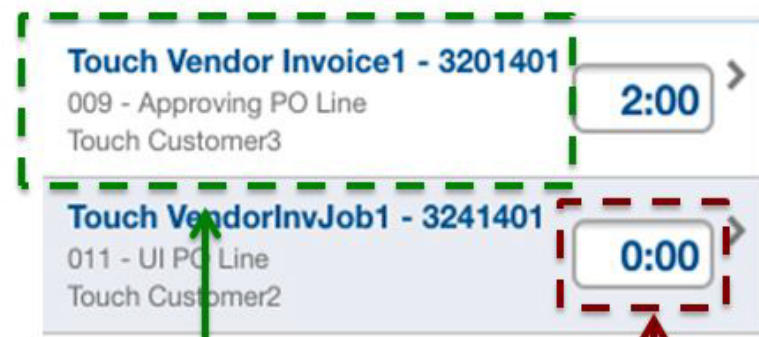 Touch Vendor Invoice1 - 3201401
009 - Approving PO Line
Touch Customer3
2:00
Touch VendorInvJob1 - 3241401
011 - UI PO Line
Touch Customer2
0:00